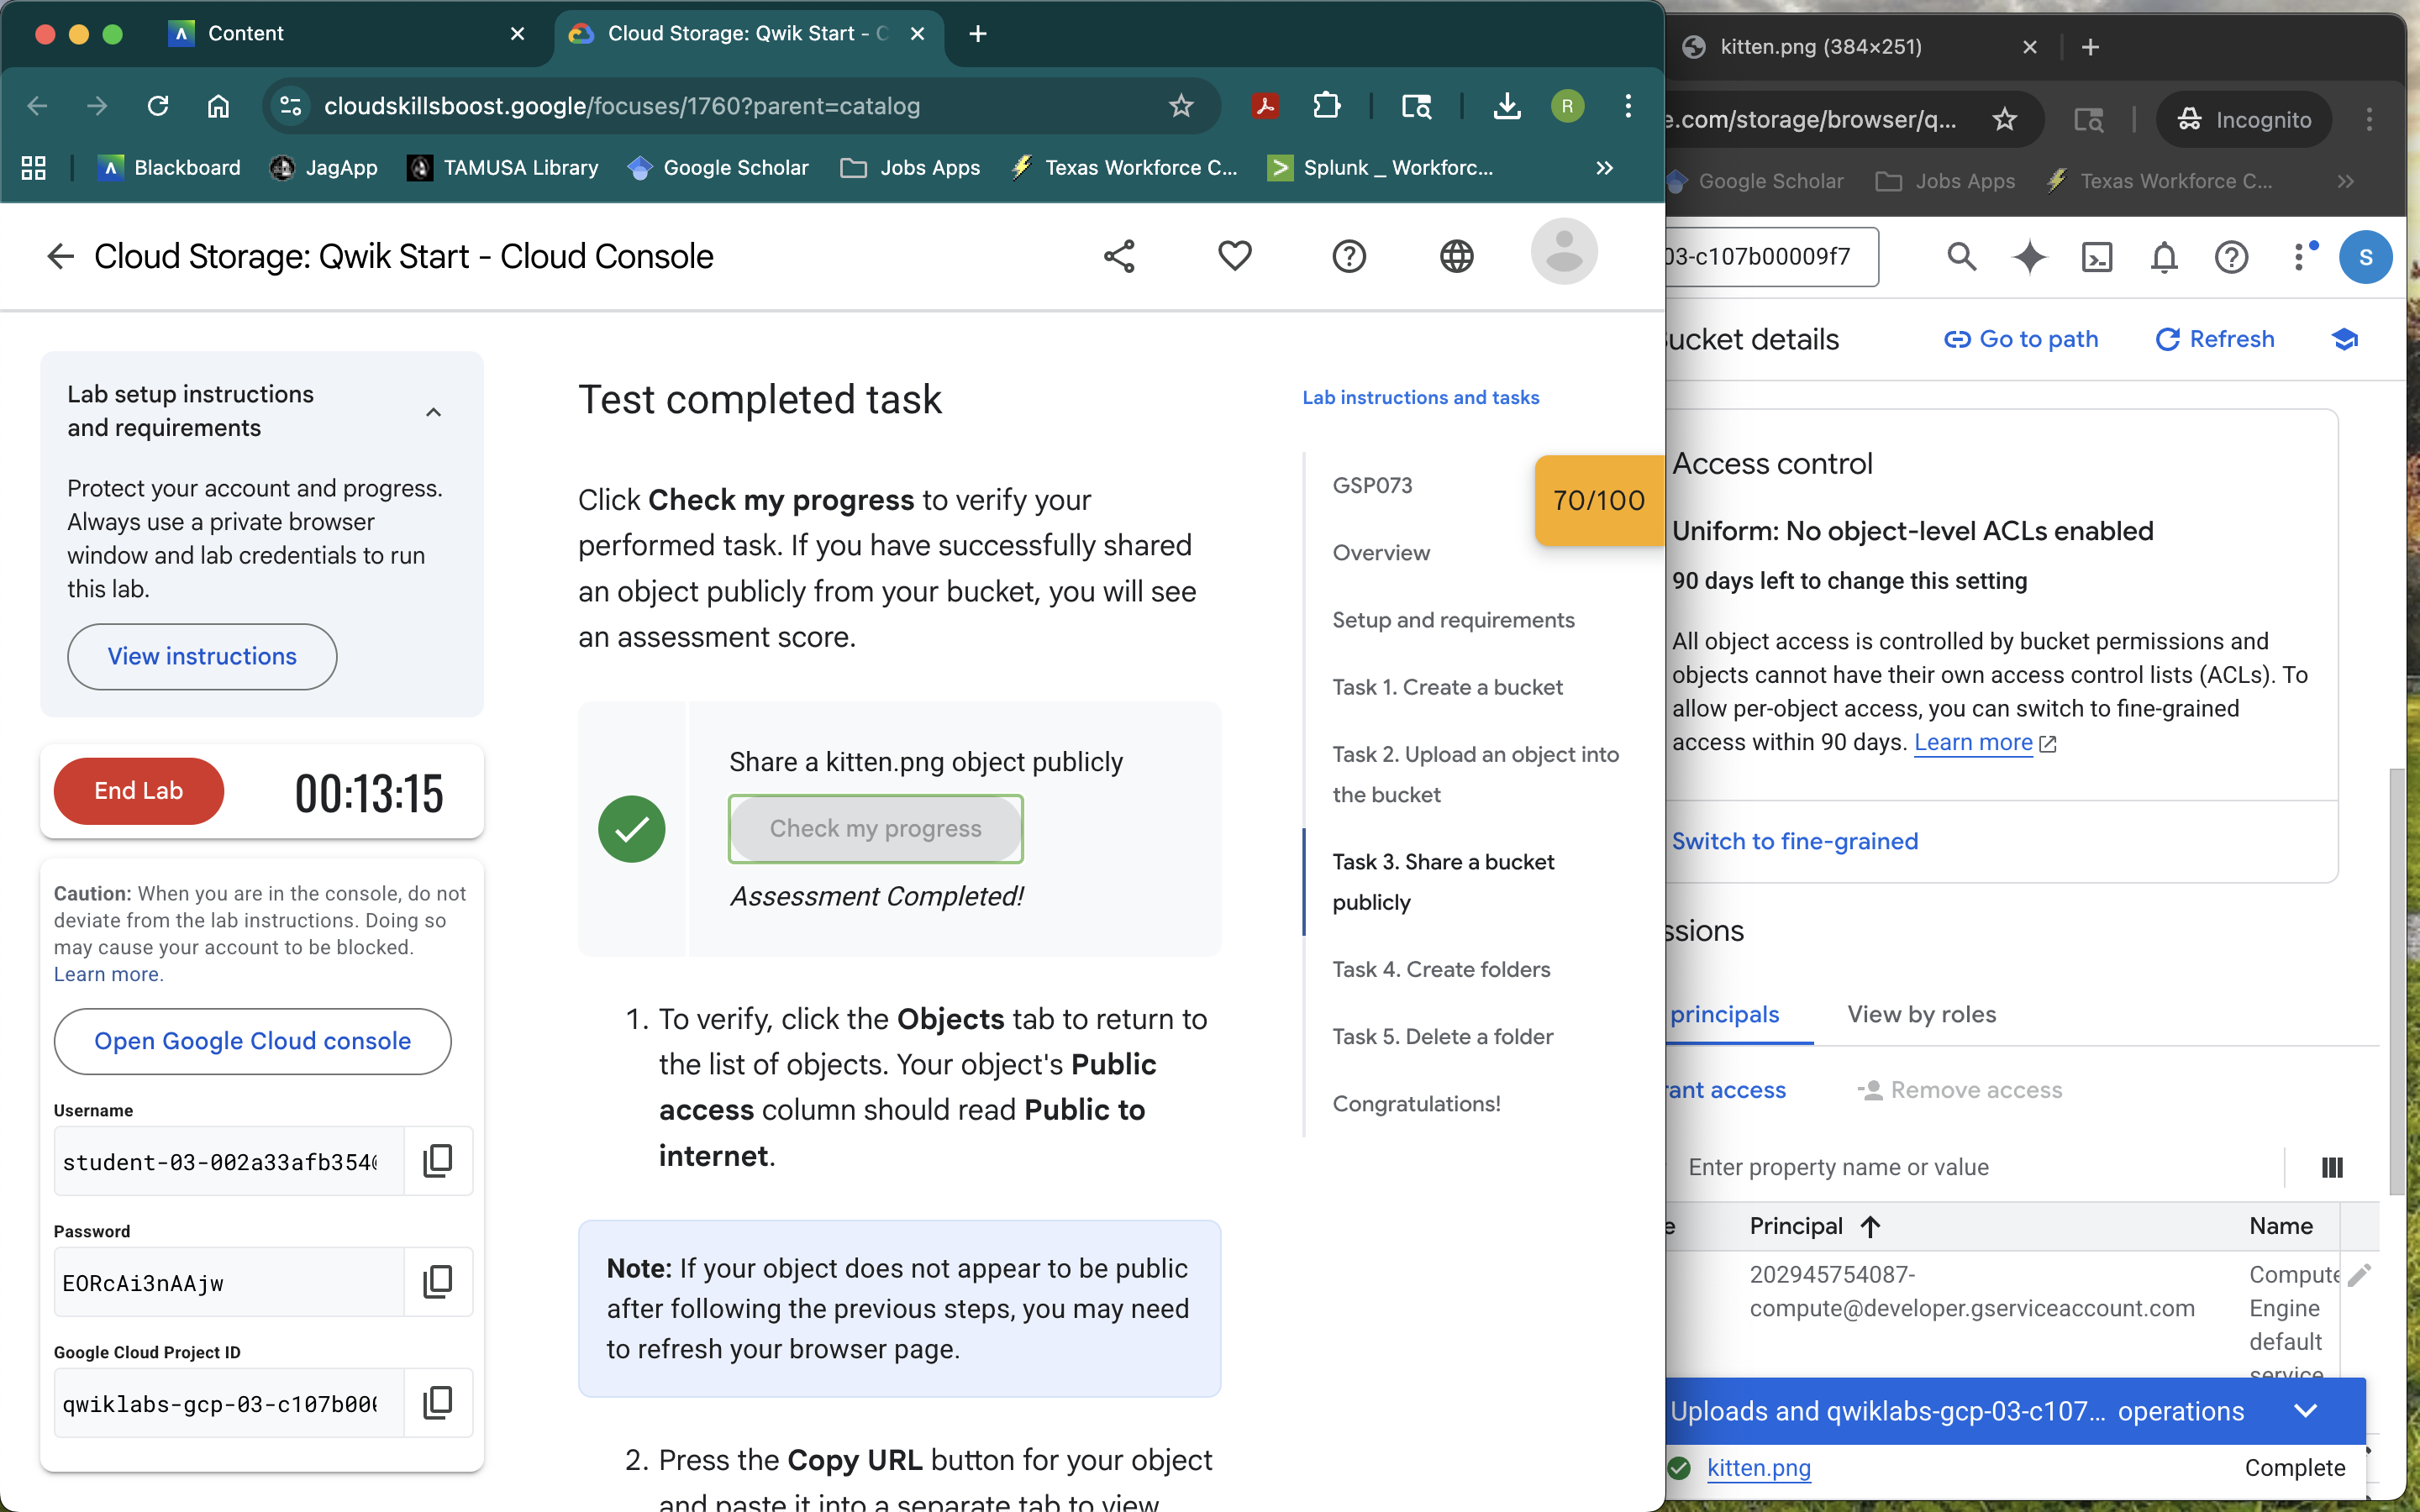 Content
Cloud Storage: Qwik Start - C
cloudskillsboost.google/focuses/1760?parent=catalog
R
Blackboard
JagApp
TAMUSA Library
Google Scholar
Jobs Apps
Texas Workforce C...
Splunk _ Workforc...
Cloud Storage: Qwik Start - Cloud Console
Lab setup instructions
and requirements
Protect your account and progress.
Always use a private browser
window and lab credentials to run
this lab.
View instructions
End Lab
00:13:15
Caution: When you are in the console, do not
deviate from the lab instructions. Doing so
may cause your account to be blocked.
Learn more.
Open Google Cloud console
Username
student-03-002a33afb354@
Password
EORcAi3nAAjw
Google Cloud Project ID
qwiklabs-gcp-03-c107b000
Test completed task
Click Check my progress to verify your
performed task. If you have successfully shared
an object publicly from your bucket, you will see
an assessment score.
Share a kitten.png object publicly
Check my progress
Assessment Completed!
1. To verify, click the Objects tab to return to
the list of objects. Your object's Public
access column should read Public to
internet.
Note: If your object does not appear to be public
after following the previous steps, you may need
to refresh your browser page.
2. Press the Copy URL button for your object
and paste it into a separate tab to view
Lab instructions and tasks
GSP073
70/100
Overview
Setup and requirements
Task 1. Create a bucket
Task 2. Upload an object into
the bucket
Task 3. Share a bucket
publicly
Task 4. Create folders
Task 5. Delete a folder
Congratulations!
kitten.png (384×251)
e.com/storage/browser/q...
Incognito
Google Scholar
Jobs Apps
Texas Workforce C...
03-c107b00009f7
S
ucket details
Go to path
Refresh
Access control
Uniform: No object-level ACLs enabled
90 days left to change this setting
All object access is controlled by bucket permissions and
objects cannot have their own access control lists (ACLs). To
allow per-object access, you can switch to fine-grained
access within 90 days. Learn more
Switch to fine-grained
ssions
principals
View by roles
rant access
Remove access
Enter property name or value
e
Principal
Name
202945754087-
compute@developer.gserviceaccount.com
Compute
Engine
default
service
Uploads and qwiklabs-gcp-03-c107... operations
kitten.png
Complete